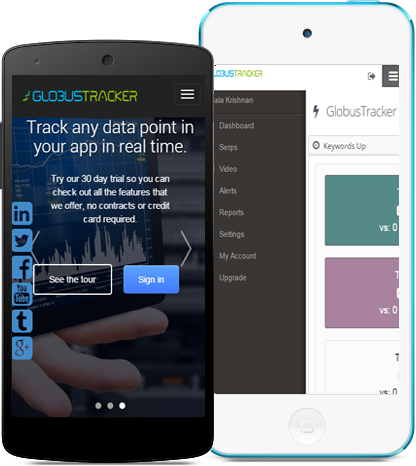 GLOBUSTRACKER
Track any data point in
your app in real time.
Try our 30 day trial so you can
check out all the features that
we offer, no contracts or credit
card required.
See the tour
Sign in
in
f
You
Tube
t
g+
GLOBUSTRACKER
ala Krishnan
Dashboard
Serps
Video
Alerts
Reports
Settings
My Account
Upgrade
GlobusTracker
Keywords Up
T
vs: 0
T
vs: 0
T
vs: 0